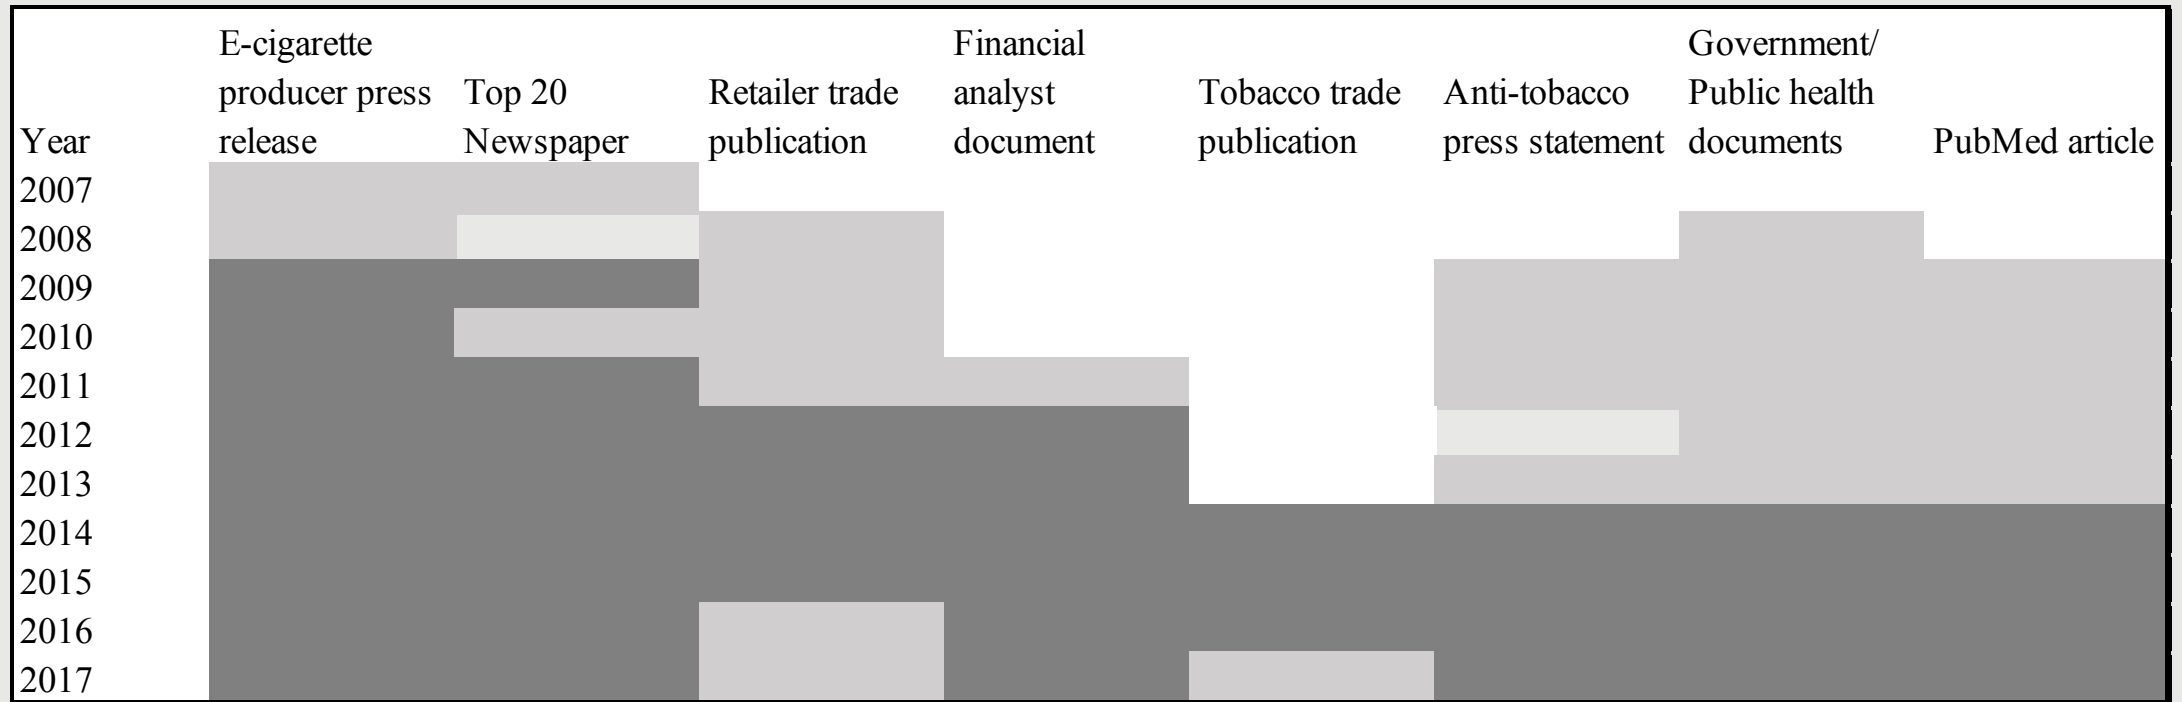 E-cigarette producer press release
Top 20 Newspaper
Retailer trade publication
Financial analyst document
Tobacco trade publication
Anti-tobacco press statement
Government/ Public health documents
PubMed article
Year
2007
2008
2009
2010
2011
2012
2013
2014
2015
2016
2017